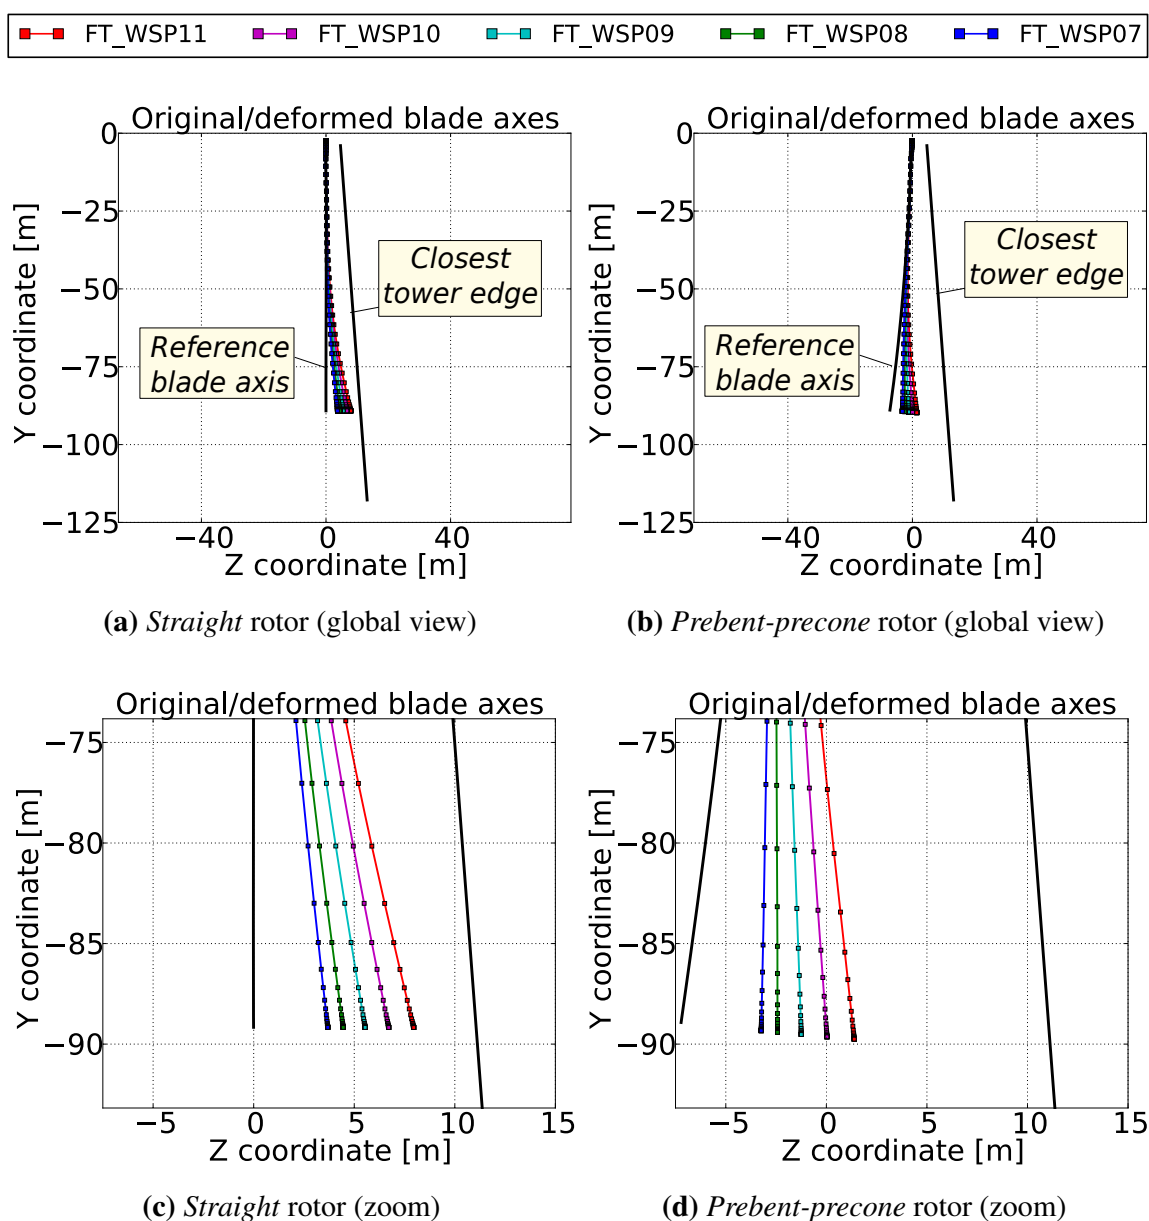 FT_WSP11 FT_WSP10 FT_WSP09 FT_WSP08 FT_WSP07
Original/deformed blade axes
0
−25
−50
−75
−100
−125
Y coordinate [m]
Closest
tower edge
Reference
blade axis
−40 0 40
Z coordinate [m]
(a) Straight rotor (global view)
Original/deformed blade axes
0
−25
−50
−75
−100
−125
Y coordinate [m]
Closest
tower edge
Reference
blade axis
−40 0 40
Z coordinate [m]
(b) Prebent-precone rotor (global view)
Original/deformed blade axes
−75
−80
−85
−90
Y coordinate [m]
−5 0 5 10 15
Z coordinate [m]
(c) Straight rotor (zoom)
Original/deformed blade axes
−75
−80
−85
−90
Y coordinate [m]
−5 0 5 10 15
Z coordinate [m]
(d) Prebent-precone rotor (zoom)